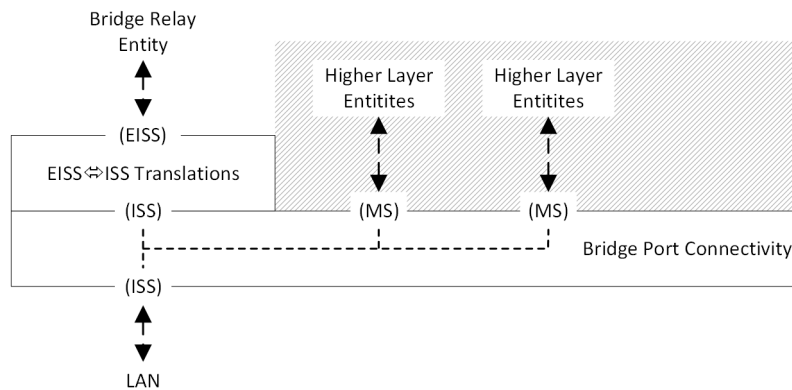 Bridge Relay
Entity
Higher Layer
Entitites
Higher Layer
Entitites
(EISS)
EISS⇔ISS Translations
(ISS)
(MS)
(MS)
Bridge Port Connectivity
(ISS)
LAN